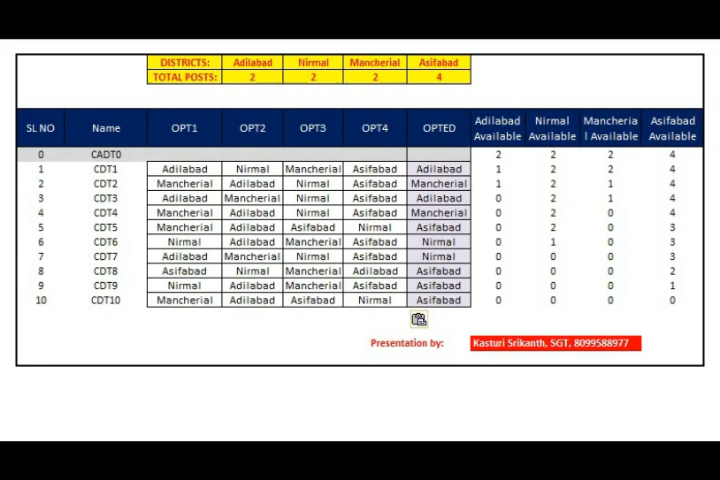 DISTRICTS: Adilabad Nirmal Mancherial Asifabad
TOTAL POSTS: 2 2 2 4
SL NO Name OPT1 OPT2 OPT3 OPT4 OPTED Adilabad Available Nirmal Available Mancheria l Available Asifabad Available
0 CADT0 2 2 2 4
1 CDT1 Adilabad Nirmal Mancherial Asifabad Adilabad 1 2 2 4
2 CDT2 Mancherial Adilabad Nirmal Asifabad Mancherial 1 2 1 4
3 CDT3 Adilabad Mancherial Nirmal Asifabad Adilabad 0 2 1 4
4 CDT4 Mancherial Adilabad Nirmal Asifabad Mancherial 0 2 0 4
5 CDT5 Mancherial Adilabad Asifabad Nirmal Asifabad 0 2 0 3
6 CDT6 Nirmal Adilabad Mancherial Asifabad Nirmal 0 1 0 3
7 CDT7 Adilabad Mancherial Nirmal Asifabad Nirmal 0 0 0 3
8 CDT8 Asifabad Nirmal Mancherial Adilabad Asifabad 0 0 0 2
9 CDT9 Nirmal Adilabad Mancherial Asifabad Asifabad 0 0 0 1
10 CDT10 Mancherial Adilabad Asifabad Nirmal Asifabad 0 0 0 0
Presentation by: Kasturi Srikanth, SGT, 8099588977